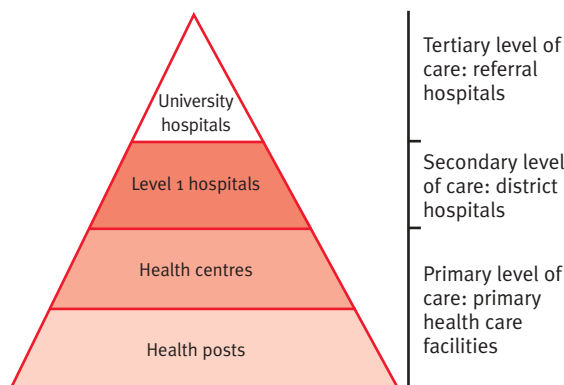 University
hospitals
Level 1 hospitals
Health centres
Health posts
Tertiary level of
care: referral
hospitals
Secondary level
of care: district
hospitals
Primary level of
care: primary
health care
facilities